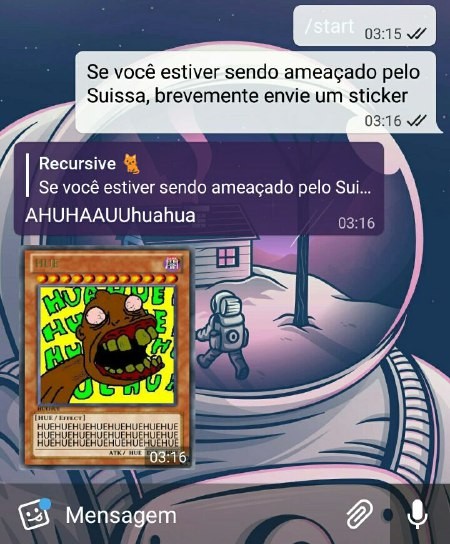 /start 03:15
Se você estiver sendo ameaçado pelo
Suissa, brevemente envie um sticker
03:16
Recursive 🐈
Se você estiver sendo ameaçado pelo Sui...
AHUHAAUUhuahua
03:16
HUE
[HUE / EFFECT]
HUEHUEHUEHUEHUEHUEHUEHUE
HUEHUEHUEHUEHUEHUEHUEHUE
HUEHUEHUEHUEHUEHUEHUEHUE
ATK / HUE
03:16
Mensagem